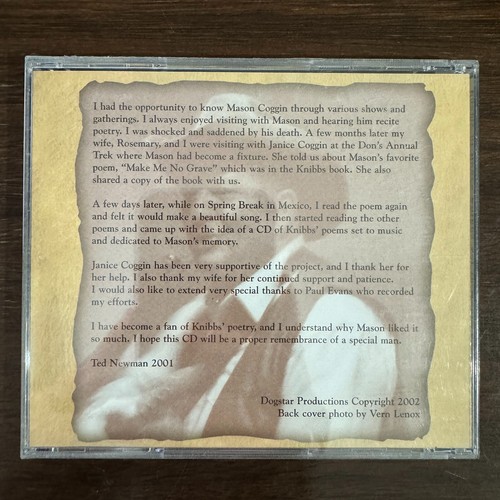 I had the opportunity to know Mason Coggin through various shows and
gatherings. I always enjoyed visiting with Mason and hearing him recite
poetry. I was shocked and saddened by his death. A few months later my
wife, Rosemary, and I were visiting with Janice Coggin at the Don's Annual
Trek where Mason had become a fixture. She told us about Mason's favorite
poem, "Make Me No Grave" which was in the Knibbs book. She also
shared a copy of the book with us.
A few days later, while on Spring Break in Mexico, I read the poem again
and felt it would make a beautiful song. I then started reading the other
poems and came up with the idea of a CD of Knibbs' poems set to music
and dedicated to Mason's memory.
Janice Coggin has been very supportive of the project, and I thank her for
her help. I also thank my wife for her continued support and patience.
I would also like to extend very special thanks to Paul Evans who recorded
my efforts.
I have become a fan of Knibbs' poetry, and I understand why Mason liked it
so much. I hope this CD will be a proper remembrance of a special man.
Ted Newman 2001
Dogstar Productions Copyright 2002
Back cover photo by Vern Lenox